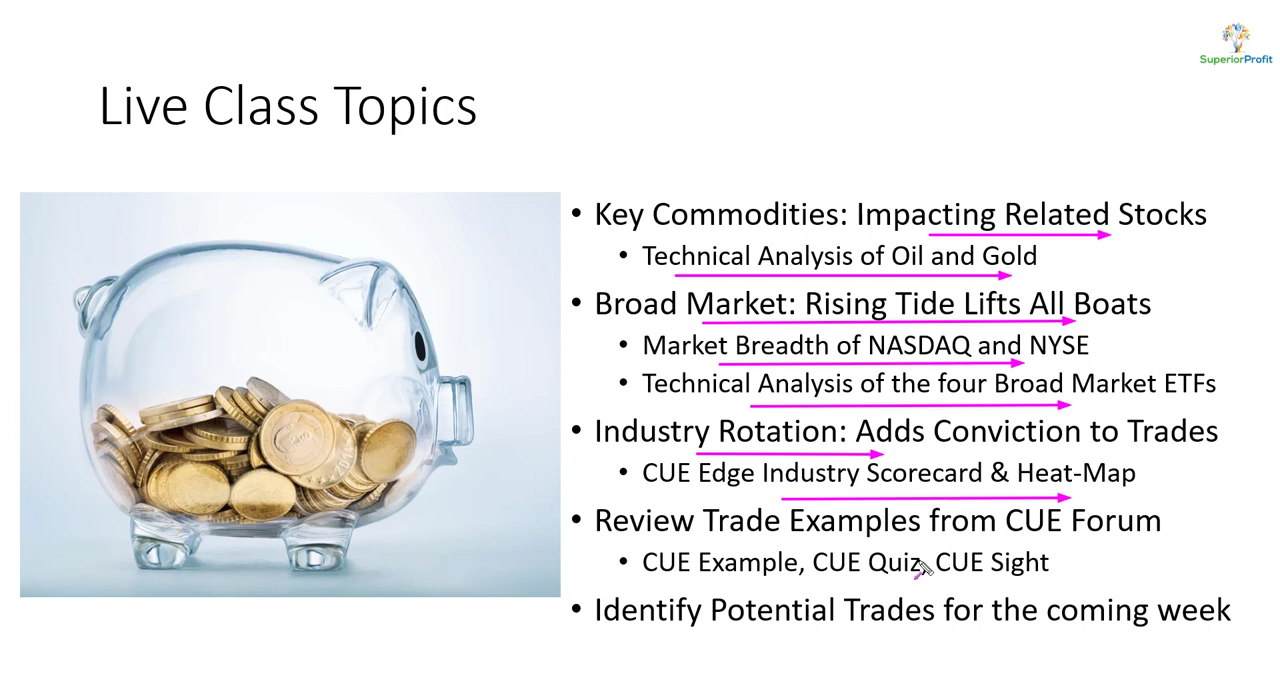 SuperiorProfit
Live Class Topics
• Key Commodities: Impacting Related Stocks
• Technical Analysis of Oil and Gold
• Broad Market: Rising Tide Lifts All Boats
• Market Breadth of NASDAQ and NYSE
• Technical Analysis of the four Broad Market ETFs
• Industry Rotation: Adds Conviction to Trades
• CUE Edge Industry Scorecard & Heat-Map
• Review Trade Examples from CUE Forum
• CUE Example, CUE Quiz, CUE Sight
• Identify Potential Trades for the coming week